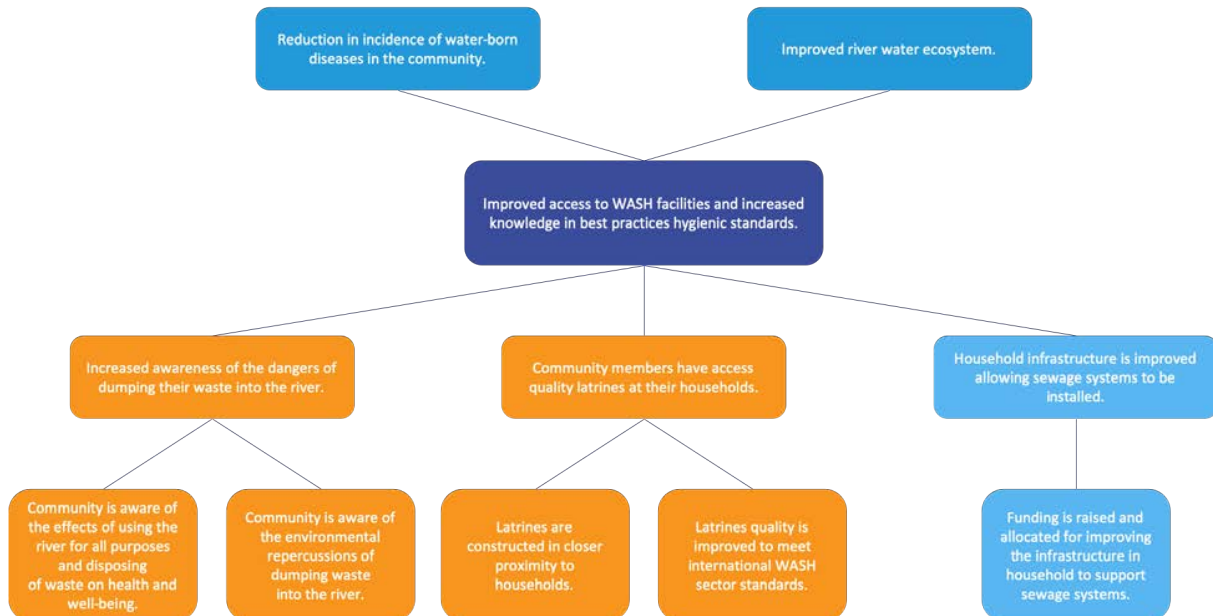 Reduction in incidence of water-born
diseases in the community.
Improved river water ecosystem.
Improved access to WASH facilities and increased
knowledge in best practices hygienic standards.
Increased awareness of the dangers of
dumping their waste into the river.
Community members have access
quality latrines at their households.
Household infrastructure is improved
allowing sewage systems to be
installed.
Community is aware of
the effects of using the
river for all purposes
and disposing
of waste on health and
well-being.
Community is aware of
the environmental
repercussions of
dumping waste
into the river.
Latrines are
constructed in closer
proximity to
households.
Latrines quality is
improved to meet
international WASH
sector standards.
Funding is raised and
allocated for improving
the infrastructure in
household to support
sewage systems.